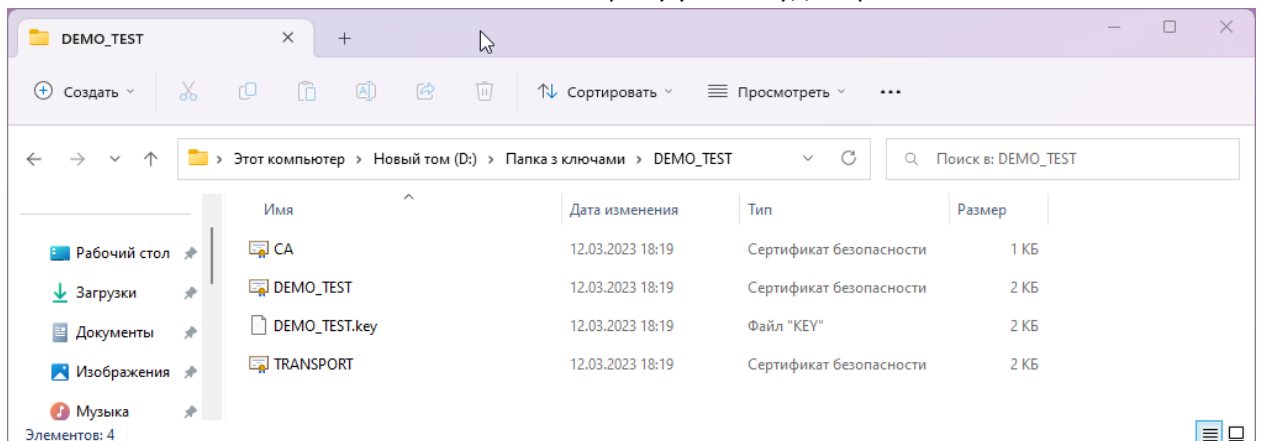 DEMO_TEST
Создать
Сортировать
Просмотреть
Этот компьютер > Новый том (D:) > Папка з ключами > DEMO_TEST
Поиск в: DEMO_TEST
Имя Дата изменения Тип Размер
Рабочий стол
Загрузки
Документы
Изображения
Музыка
CA 12.03.2023 18:19 Сертификат безопасности 1 КБ
DEMO_TEST 12.03.2023 18:19 Сертификат безопасности 2 КБ
DEMO_TEST.key 12.03.2023 18:19 Файл "KEY" 2 КБ
TRANSPORT 12.03.2023 18:19 Сертификат безопасности 2 КБ
Элементов: 4